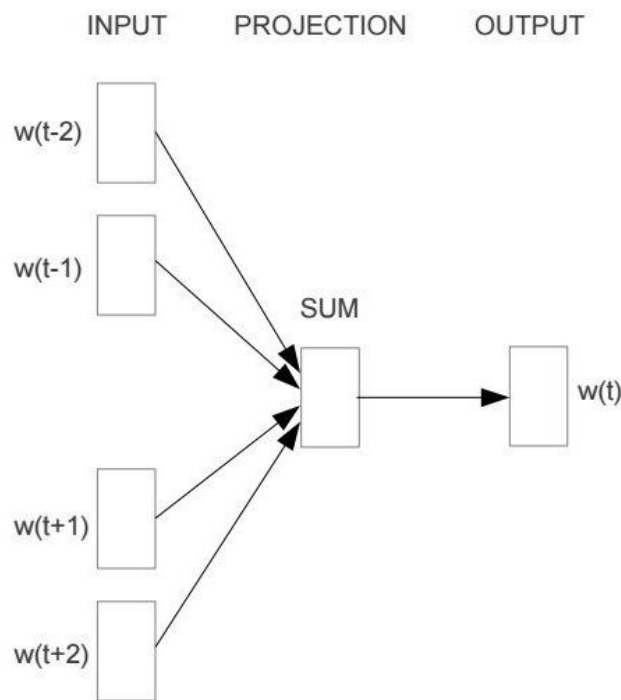 INPUT PROJECTION OUTPUT
w(t-2)
w(t-1)
SUM
w(t)
w(t+1)
w(t+2)